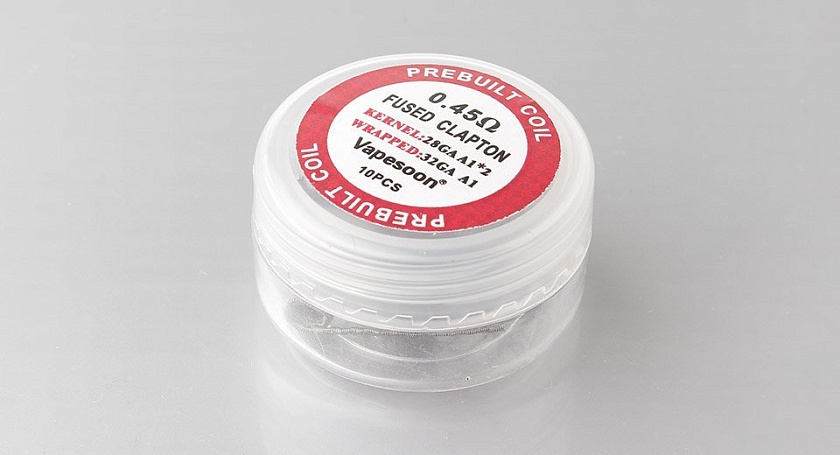 PREBUILT COIL
0.45Ω
FUSED CLAPTON
KERNEL:28GA A1*2
WRAPPED:32GA A1
Vapesoon®
10PCS
PREBUILT COIL